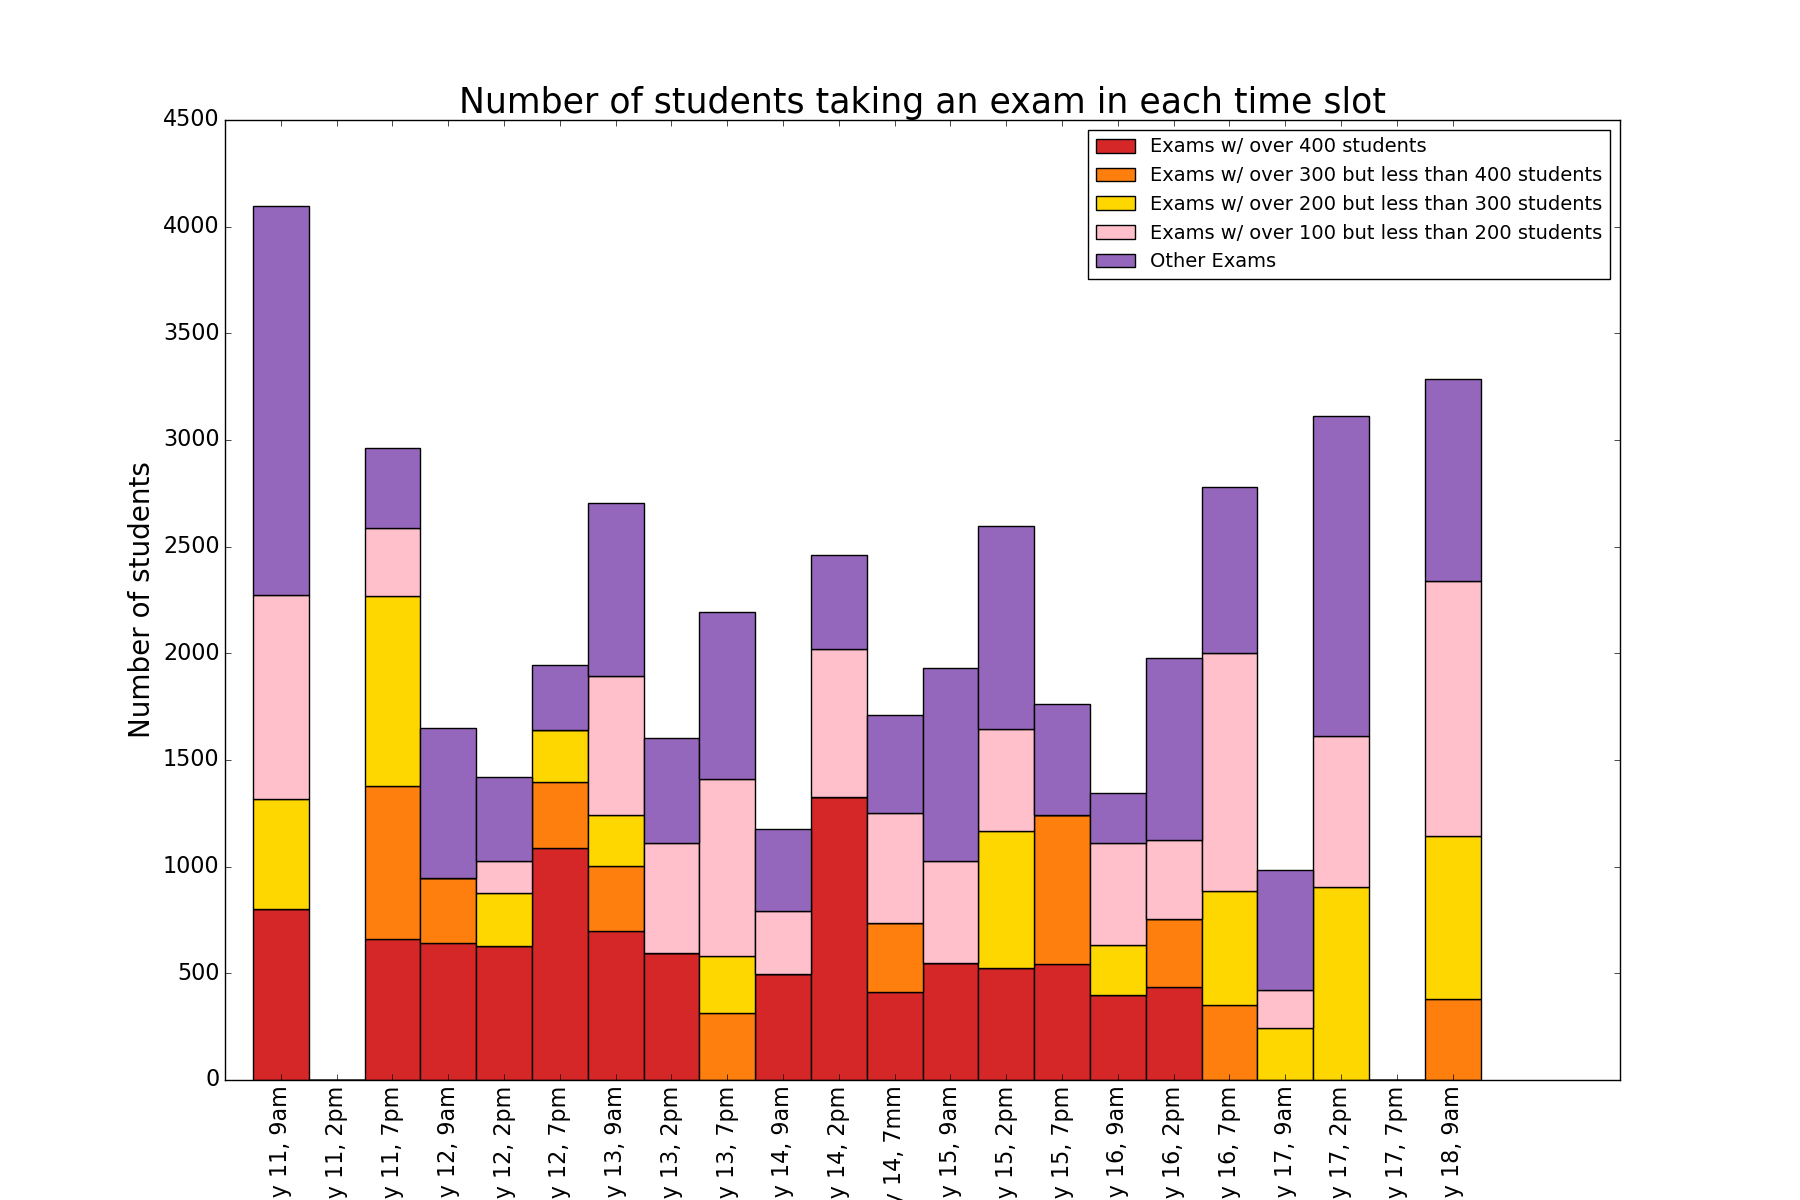 Number of students taking an exam in each time slot
Exams w/ over 400 students
Exams w/ over 300 but less than 400 students
Exams w/ over 200 but less than 300 students
Exams w/ over 100 but less than 200 students
Other Exams
Number of students
4500
4000
3500
3000
2500
2000
1500
1000
500
0
y 11, 9am
y 11, 2pm
y 11, 7pm
y 12, 9am
y 12, 2pm
y 12, 7pm
y 13, 9am
y 13, 2pm
y 13, 7pm
y 14, 9am
y 14, 2pm
y 14, 7mm
y 15, 9am
y 15, 2pm
y 15, 7pm
y 16, 9am
y 16, 2pm
y 16, 7pm
y 17, 9am
y 17, 2pm
y 17, 7pm
y 18, 9am